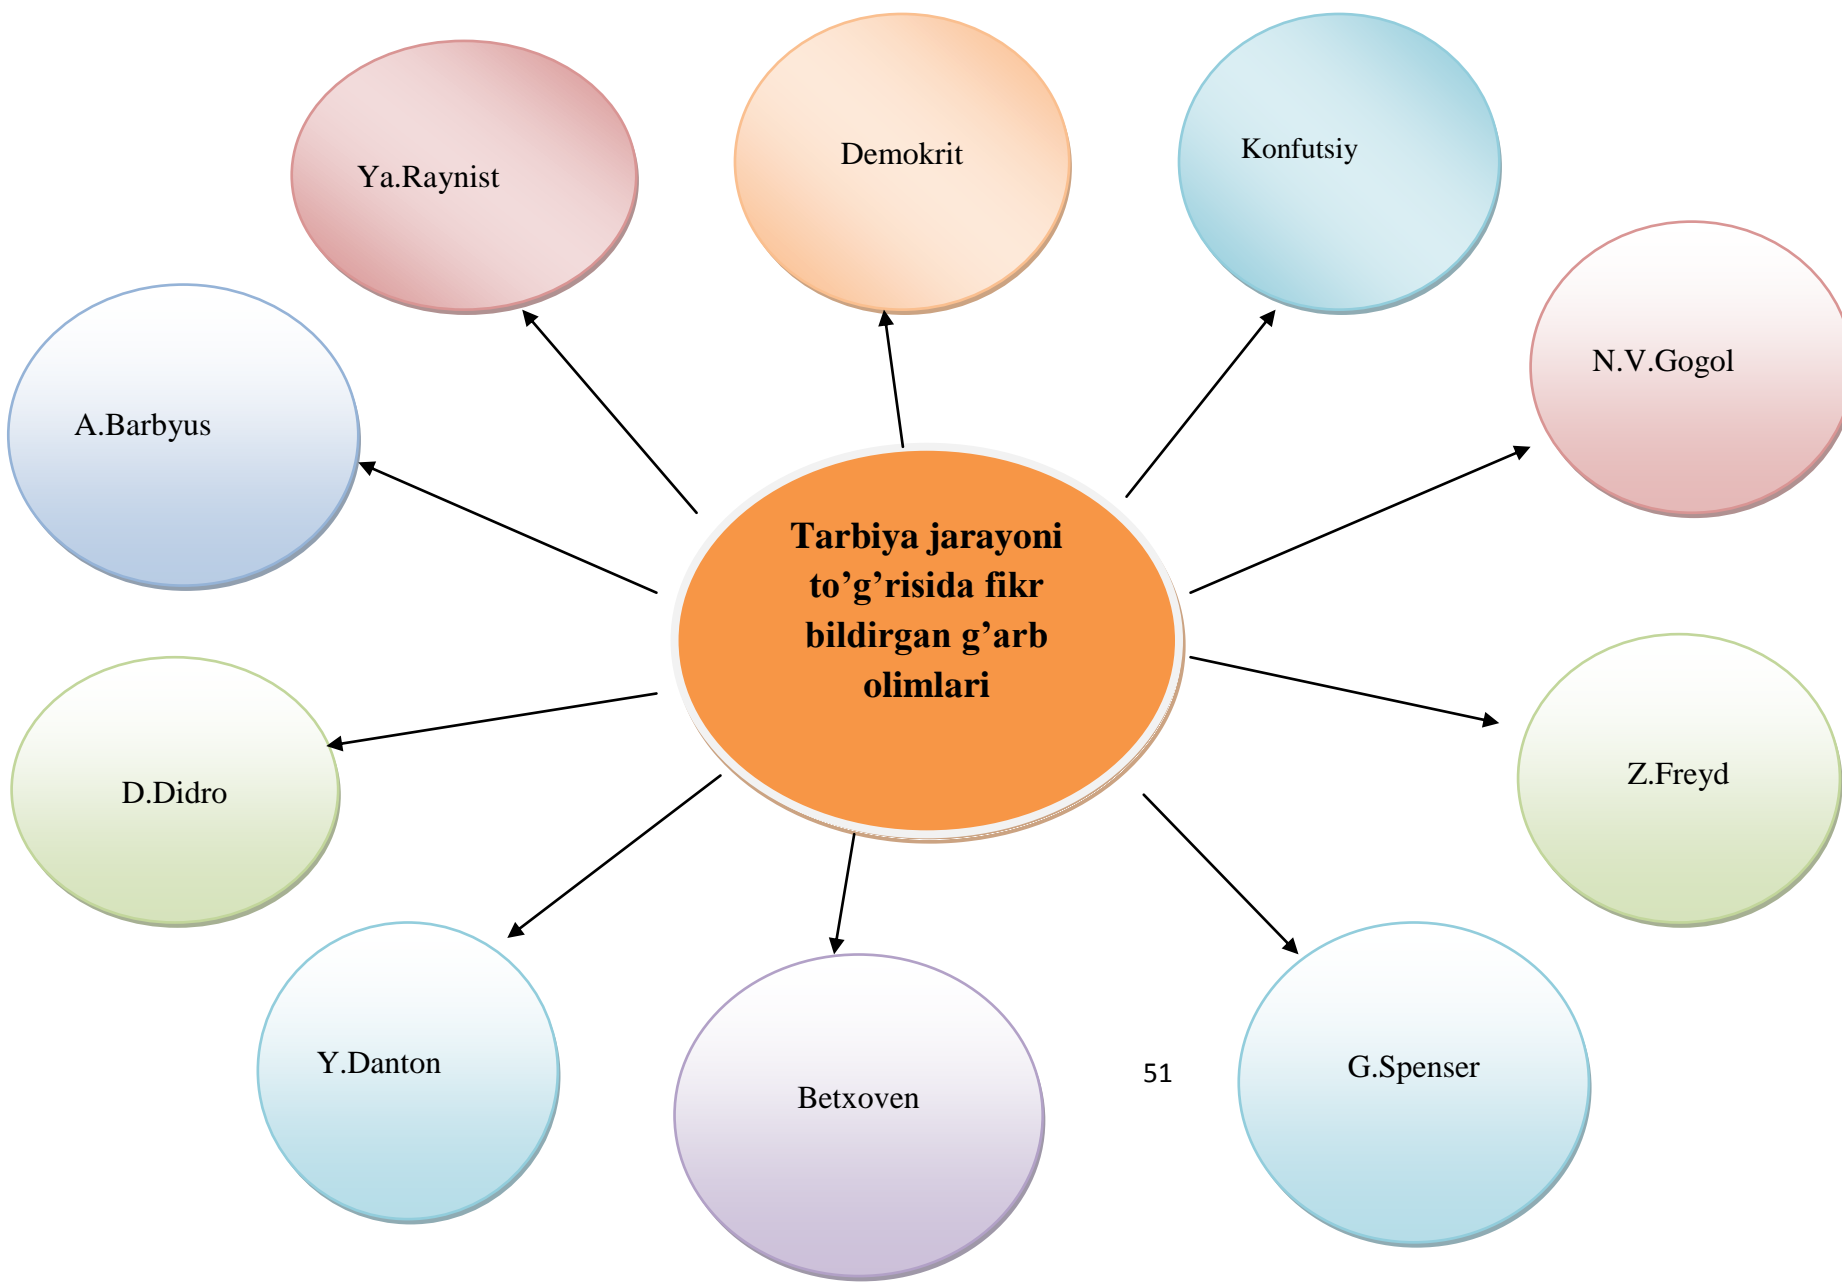 Ya.Raynist
Demokrit
Konfutsiy
N.V.Gogol
A.Barbyus
Tarbiya jarayoni
to’g’risida fikr
bildirgan g’arb
olimlari
D.Didro
Z.Freyd
Y.Danton
Betxoven
51
G.Spenser